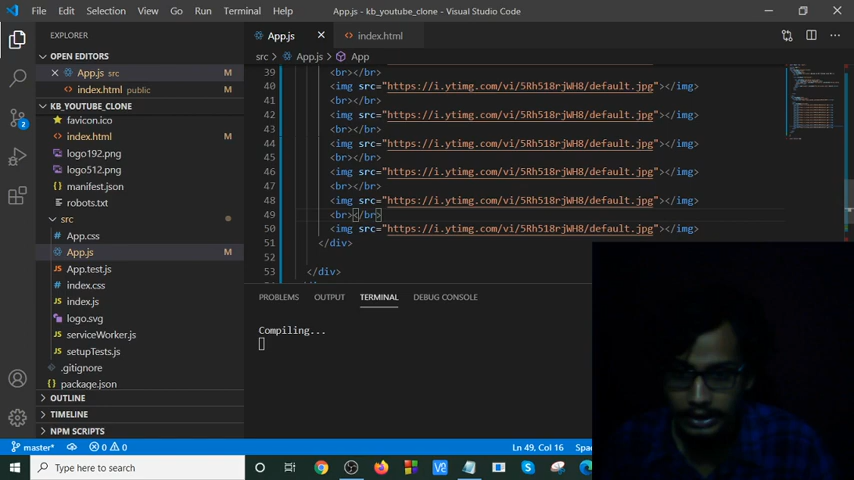 File Edit Selection View Go Run Terminal Help App.js - kb_youtube_clone - Visual Studio Code
EXPLORER
OPEN EDITORS
App.js src M
index.html public M
KB_YOUTUBE_CLONE
favicon.ico
index.html M
logo192.png
logo512.png
manifest.json
robots.txt
src
App.css
App.js M
App.test.js
index.css
index.js
logo.svg
serviceWorker.js
setupTests.js
.gitignore
package.json
OUTLINE
TIMELINE
NPM SCRIPTS
2
App.js index.html
src > App.js > App
39 <br></br>
40 <img src="https://i.ytimg.com/vi/5Rh518rjWH8/default.jpg"></img>
41 <br></br>
42 <img src="https://i.ytimg.com/vi/5Rh518rjWH8/default.jpg"></img>
43 <br></br>
44 <img src="https://i.ytimg.com/vi/5Rh518rjWH8/default.jpg"></img>
45 <br></br>
46 <img src="https://i.ytimg.com/vi/5Rh518rjWH8/default.jpg"></img>
47 <br></br>
48 <img src="https://i.ytimg.com/vi/5Rh518rjWH8/default.jpg"></img>
49 <br></br>
50 <img src="https://i.ytimg.com/vi/5Rh518rjWH8/default.jpg"></img>
51 </div>
52
53 </div>
PROBLEMS OUTPUT TERMINAL DEBUG CONSOLE
Compiling...
master* 0 0 Ln 49, Col 16
Type here to search